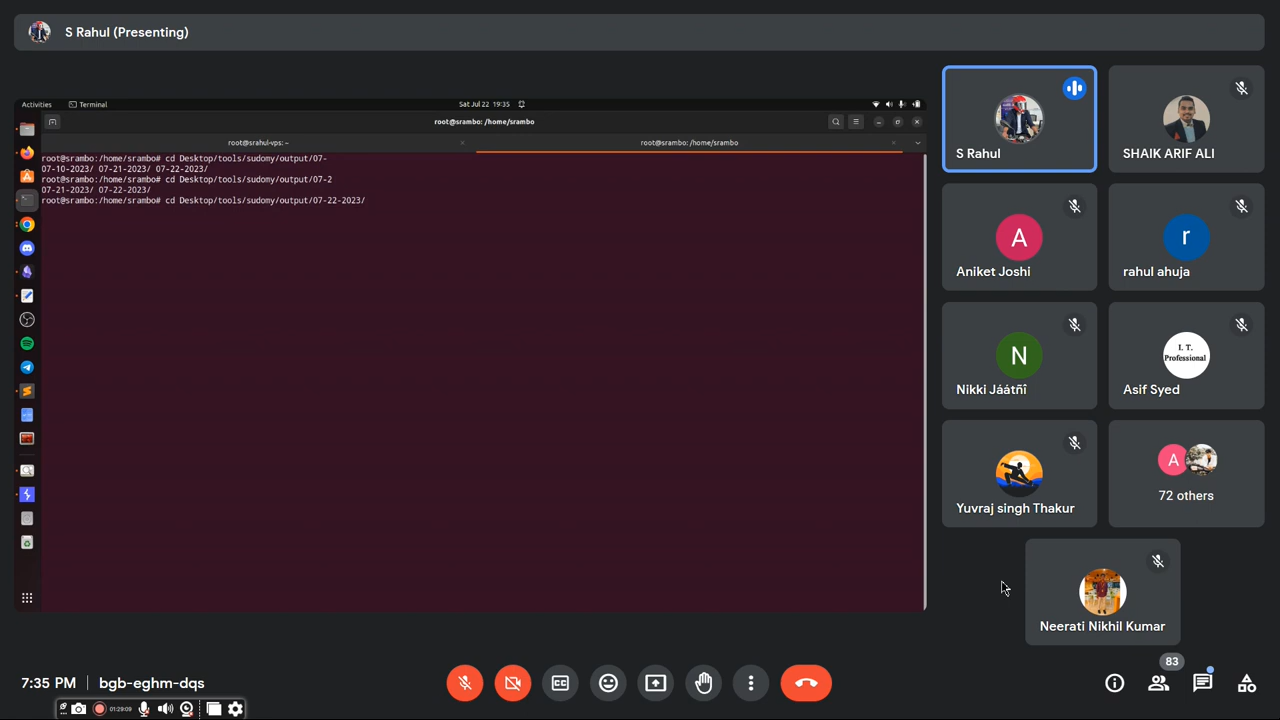 S Rahul (Presenting)
Activities
Terminal
Sat Jul 22 19:35
root@srambo: /home/srambo
root@srahul-vps: ~
root@srambo: /home/srambo
root@srambo:/home/srambo# cd Desktop/tools/sudomy/output/07-
07-10-2023/ 07-21-2023/ 07-22-2023/
root@srambo:/home/srambo# cd Desktop/tools/sudomy/output/07-2
07-21-2023/ 07-22-2023/
root@srambo:/home/srambo# cd Desktop/tools/sudomy/output/07-22-2023/
S Rahul
SHAIK ARIF ALI
A
Aniket Joshi
r
rahul ahuja
N
Nikki Jáátñî
I. T.
Professional
Asif Syed
Yuvraj singh Thakur
A
72 others
Neerati Nikhil Kumar
7:35 PM
bgb-eghm-dqs
83
01:29:09